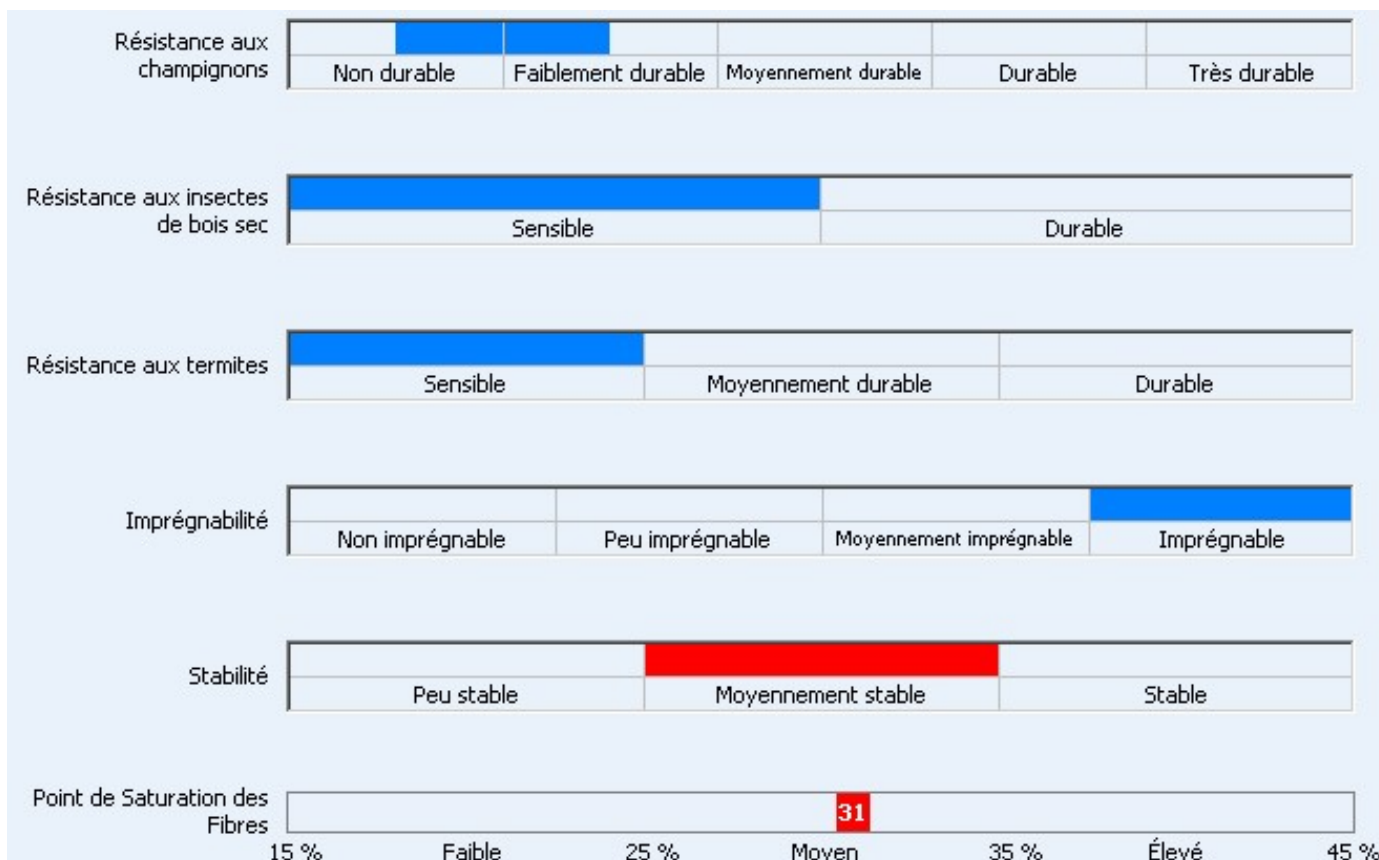 Résistance aux
champignons
Non durable Faiblement durable Moyennement durable Durable Très durable
Résistance aux insectes
de bois sec
Sensible Durable
Résistance aux termites
Sensible Moyennement durable Durable
Imprégnabilité
Non imprégnable Peu imprégnable Moyennement imprégnable Imprégnable
Stabilité
Peu stable Moyennement stable Stable
Point de Saturation des
Fibres
31
15 % Faible 25 % Moyen 35 % Élevé 45 %